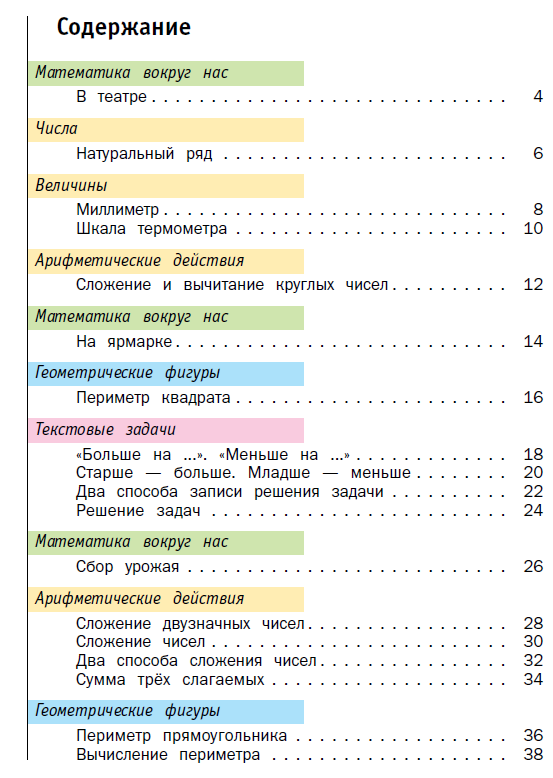 Содержание
Математика вокруг нас
В театре . . . . . . . . . . . . . . . . . . . . . . . . . . . . . . 4
Числа
Натуральный ряд . . . . . . . . . . . . . . . . . . . . . . . . 6
Величины
Миллиметр . . . . . . . . . . . . . . . . . . . . . . . . . . . . . 8
Шкала термометра . . . . . . . . . . . . . . . . . . . . . . . 10
Арифметические действия
Сложение и вычитание круглых чисел . . . . . . . . . . 12
Математика вокруг нас
На ярмарке . . . . . . . . . . . . . . . . . . . . . . . . . . . . 14
Геометрические фигуры
Периметр квадрата . . . . . . . . . . . . . . . . . . . . . . . 16
Текстовые задачи
«Больше на ...». «Меньше на ...» . . . . . . . . . . . . . 18
Старше — больше. Младше — меньше . . . . . . . . 20
Два способа записи решения задачи . . . . . . . . . . 22
Решение задач . . . . . . . . . . . . . . . . . . . . . . . . . 24
Математика вокруг нас
Сбор урожая . . . . . . . . . . . . . . . . . . . . . . . . . . . 26
Арифметические действия
Сложение двузначных чисел . . . . . . . . . . . . . . . . . 28
Сложение чисел . . . . . . . . . . . . . . . . . . . . . . . . . 30
Два способа сложения чисел . . . . . . . . . . . . . . . . 32
Сумма трёх слагаемых . . . . . . . . . . . . . . . . . . . . 34
Геометрические фигуры
Периметр прямоугольника . . . . . . . . . . . . . . . . . . 36
Вычисление периметра . . . . . . . . . . . . . . . . . . . . 38